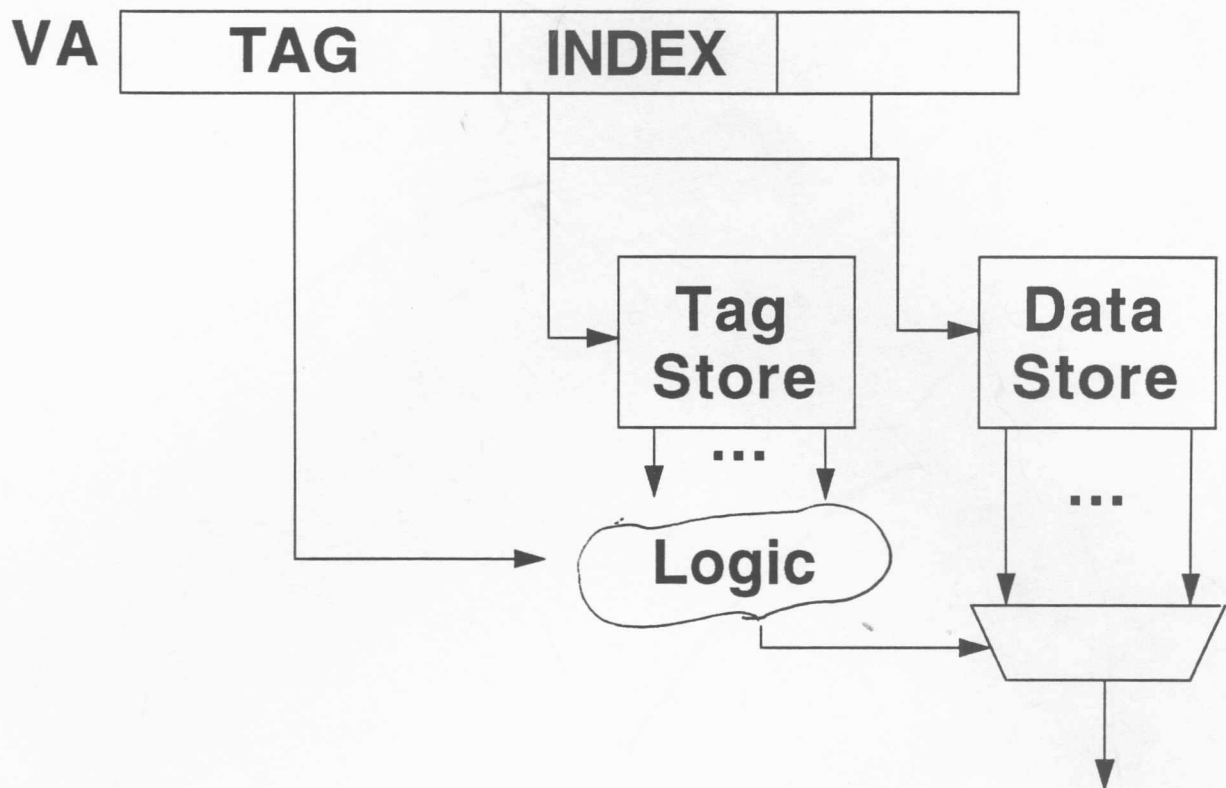 VA TAG INDEX
Tag Store
Data Store
...
...
Logic